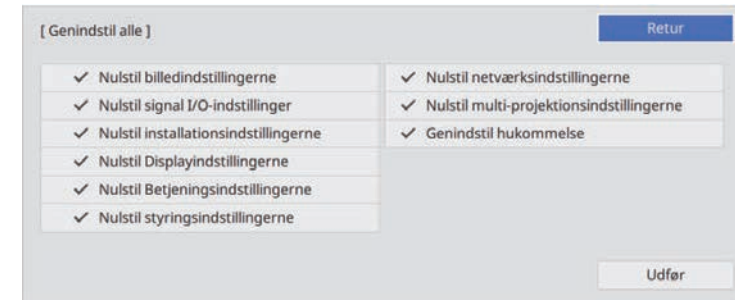 [ Genindstil alle ]
Retur
✓ Nulstil billedindstillingerne
✓ Nulstil signal I/O-indstillinger
✓ Nulstil installationsindstillingerne
✓ Nulstil Displayindstillingerne
✓ Nulstil Betjeningsindstillingerne
✓ Nulstil styringsindstillingerne
✓ Nulstil netværksindstillingerne
✓ Nulstil multi-projektionsindstillingerne
✓ Genindstil hukommelse
Udfør